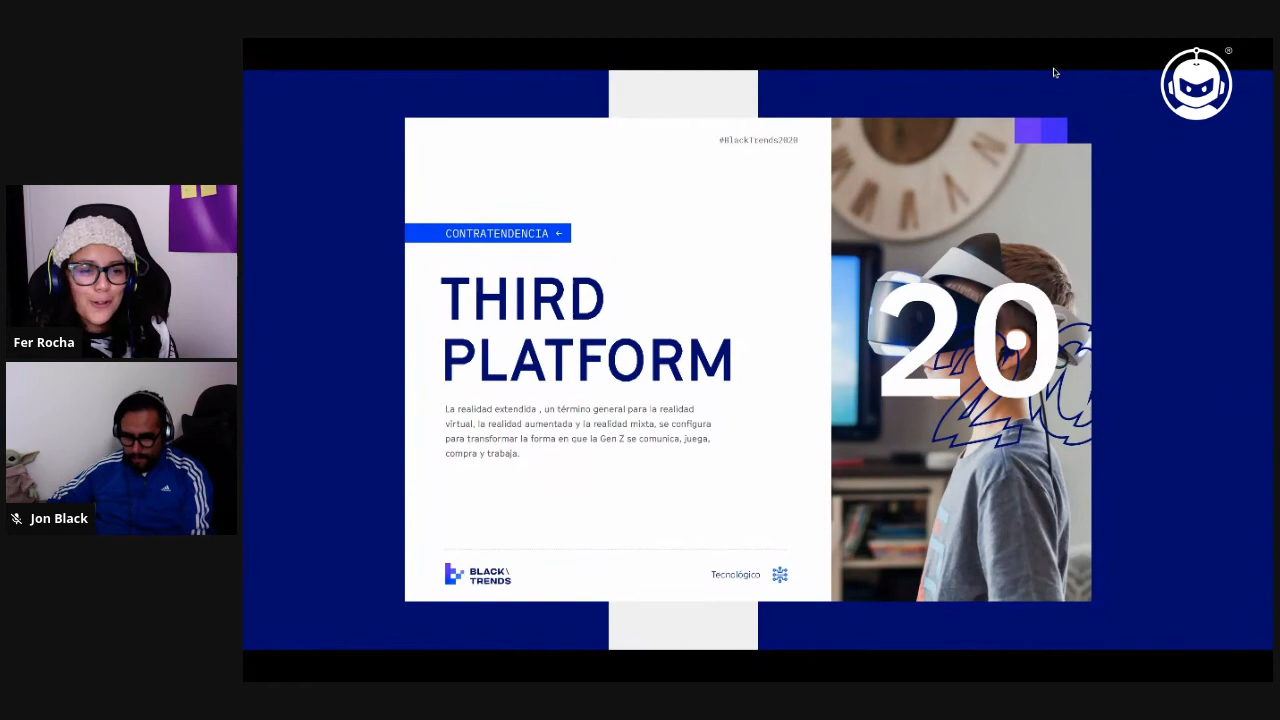 ®
#BlackTrends2020
CONTRATENDENCIA ←
THIRD
PLATFORM
20
La realidad extendida , un término general para la realidad
virtual, la realidad aumentada y la realidad mixta, se configura
para transformar la forma en que la Gen Z se comunica, juega,
compra y trabaja.
BLACK\
TRENDS
Tecnológico
Fer Rocha
Jon Black